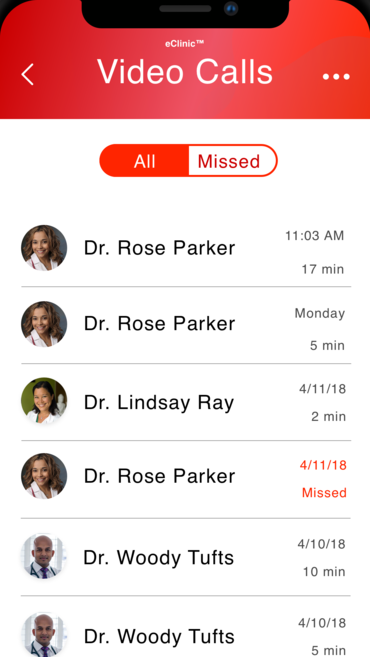 eClinic™
Video Calls
All Missed
Dr. Rose Parker 11:03 AM
17 min
Dr. Rose Parker Monday
5 min
Dr. Lindsay Ray 4/11/18
2 min
Dr. Rose Parker 4/11/18
Missed
Dr. Woody Tufts 4/10/18
10 min
Dr. Woody Tufts 4/10/18
5 min